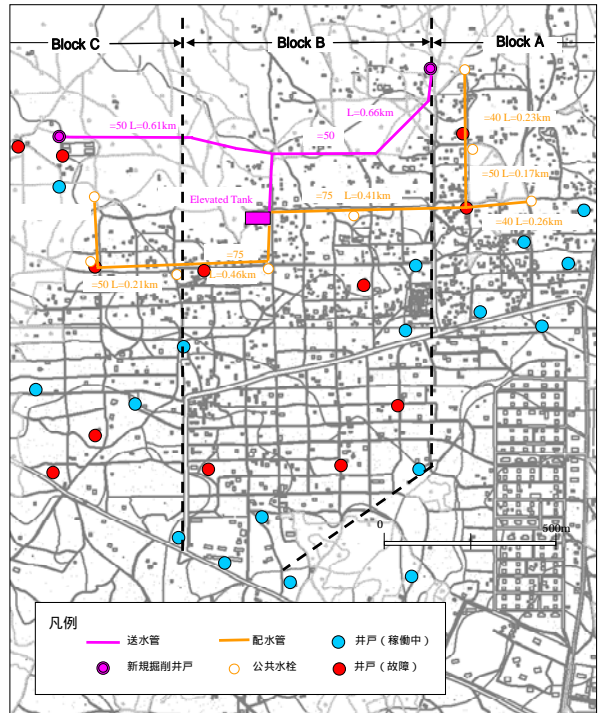 Block C
Block B
Block A
L=0.66km
=40 L=0.23km
=50 L=0.61km
=50
=50 L=0.17km
=75 L=0.41km
Elevated Tank
=40 L=0.26km
=75
L=0.46km
=50 L=0.21km
0
500m
凡例
送水管
配水管
井戸（稼働中）
新規掘削井戸
公共水栓
井戸（故障）